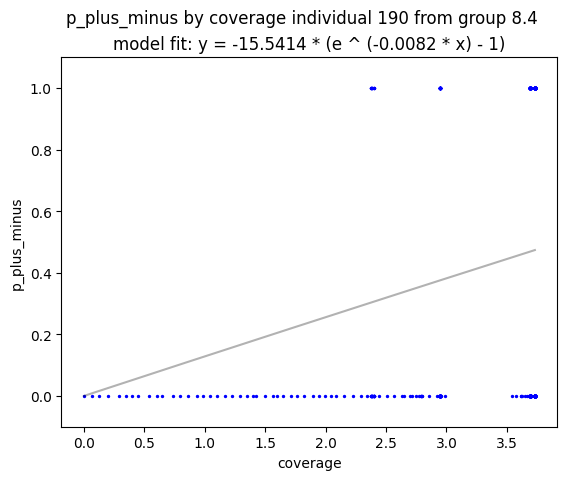 p_plus_minus by coverage individual 190 from group 8.4
model fit: y = -15.5414 * (e ^ (-0.0082 * x) - 1)
1.0
0.8
0.6
0.4
0.2
0.0
p_plus_minus
0.0 0.5 1.0 1.5 2.0 2.5 3.0 3.5
coverage